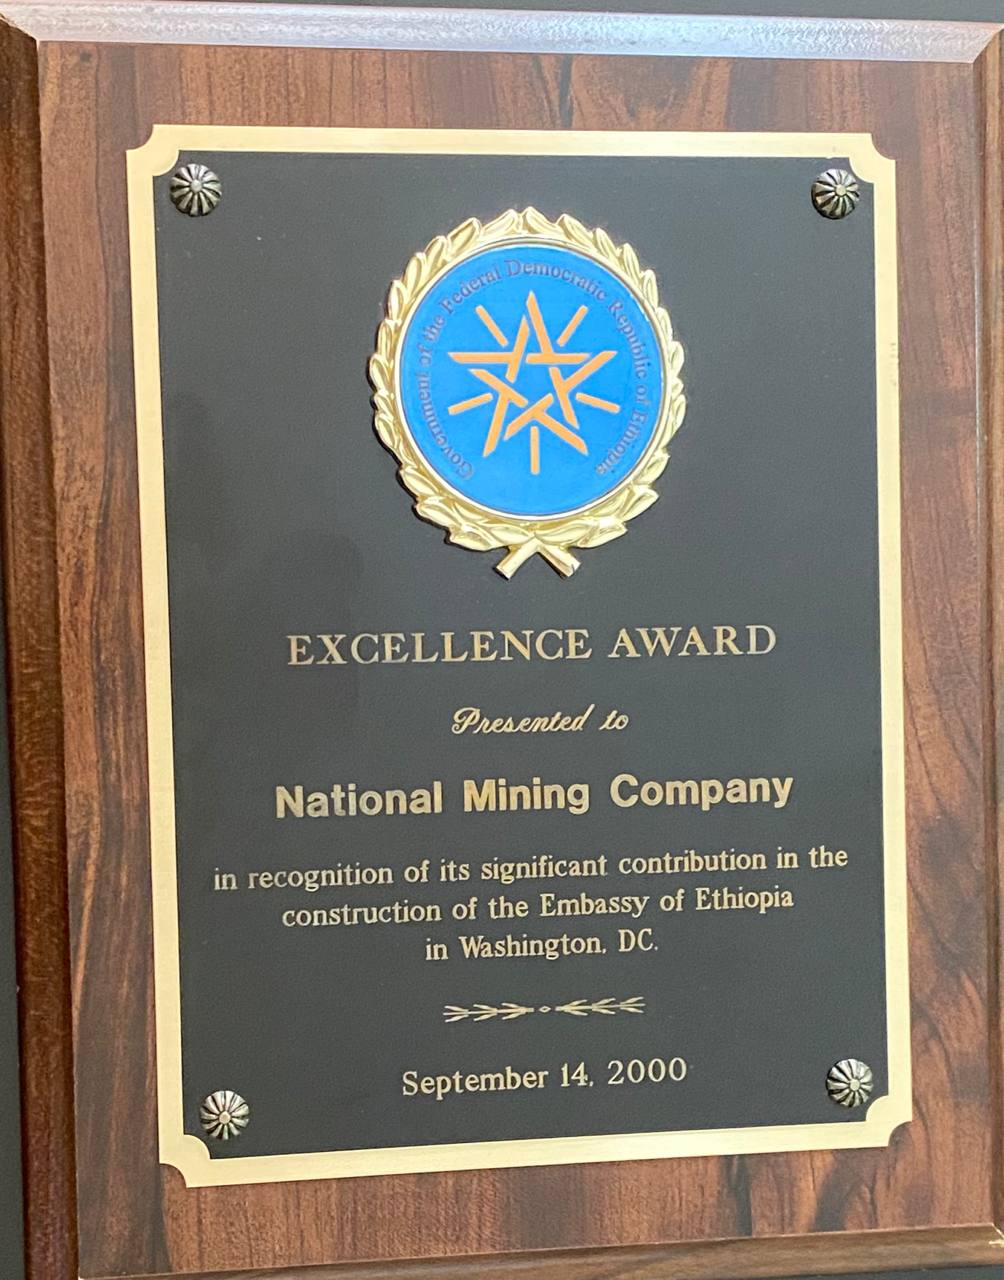 Government of the Federal Democratic Republic of Ethiopia
EXCELLENCE AWARD
Presented to
National Mining Company
in recognition of its significant contribution in the
construction of the Embassy of Ethiopia
in Washington, DC.
September 14, 2000